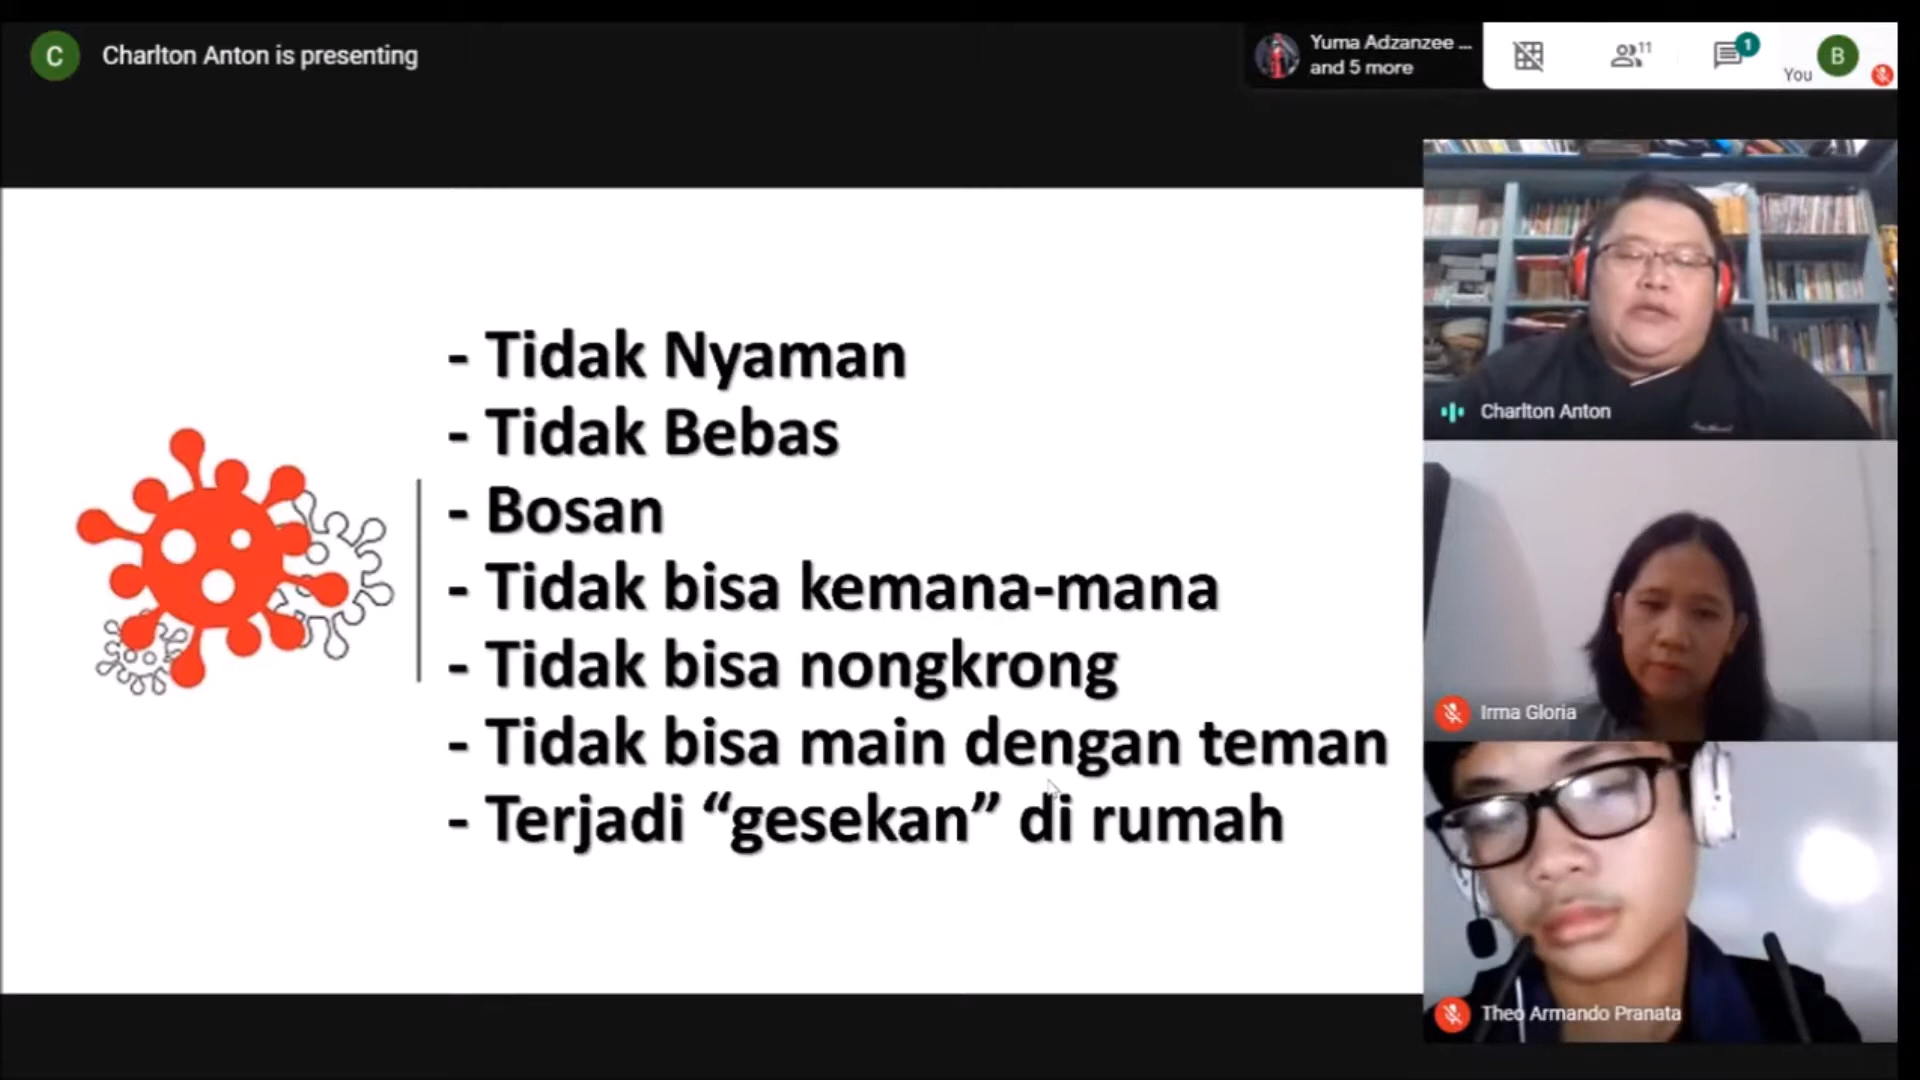 C
Charlton Anton is presenting
Yuma Adzanzee ...
and 5 more
11
1
You
B
- Tidak Nyaman
- Tidak Bebas
- Bosan
- Tidak bisa kemana-mana
- Tidak bisa nongkrong
- Tidak bisa main dengan teman
- Terjadi “gesekan” di rumah
Charlton Anton
Irma Gloria
Theo Armando Pranata